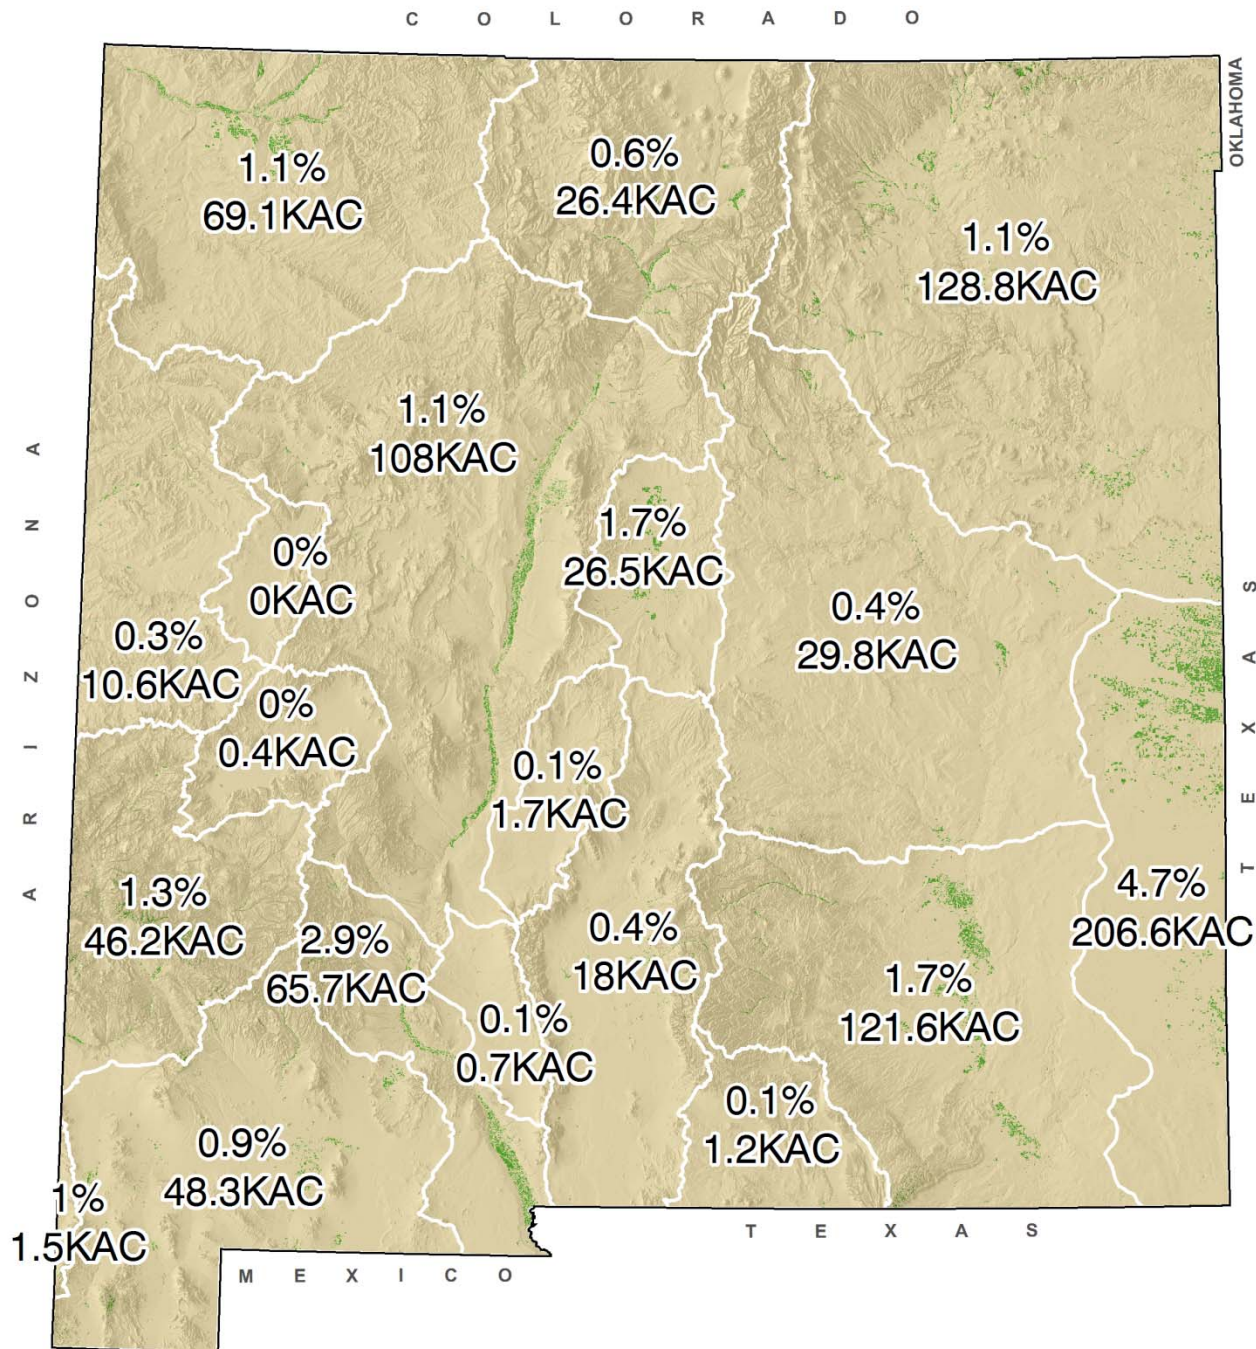 COLORADO
OKLAHOMA
1.1%
69.1KAC
0.6%
26.4KAC
1.1%
128.8KAC
1.1%
108KAC
ARIZONA
1.7%
26.5KAC
0%
0KAC
0.4%
29.8KAC
0.3%
10.6KAC
TEXAS
0%
0.4KAC
0.1%
1.7KAC
1.3%
46.2KAC
2.9%
65.7KAC
0.4%
18KAC
4.7%
206.6KAC
1.7%
121.6KAC
0.1%
0.7KAC
0.1%
1.2KAC
0.9%
48.3KAC
1%
1.5KAC
TEXAS
MEXICO